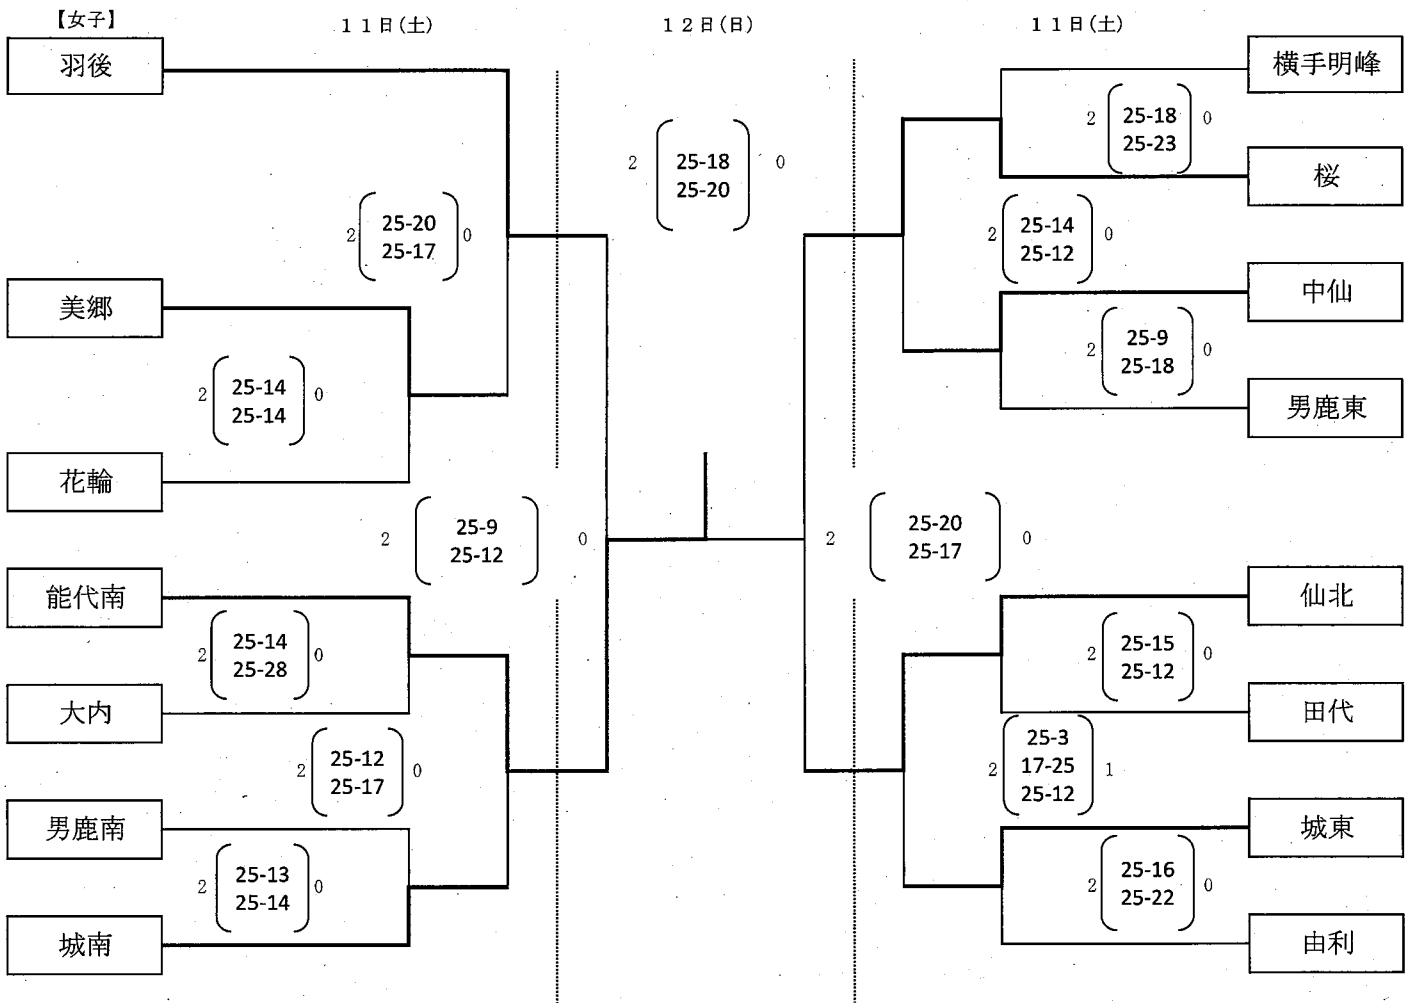 【女子】
11日(土)
12日(日)
11日(土)
羽後
横手明峰
2 25-18 0
25-23
2 25-18 0
25-20
桜
2 25-20 0
25-17
2 25-14 0
25-12
美郷
中仙
2 25-9 0
25-18
2 25-14 0
25-14
男鹿東
花輪
2 25-9 0
25-12
2 25-20 0
25-17
能代南
仙北
2 25-14 0
25-28
2 25-15 0
25-12
大内
田代
2 25-12 0
25-17
25-3
2 17-25 1
25-12
男鹿南
城東
2 25-13 0
25-14
2 25-16 0
25-22
城南
由利